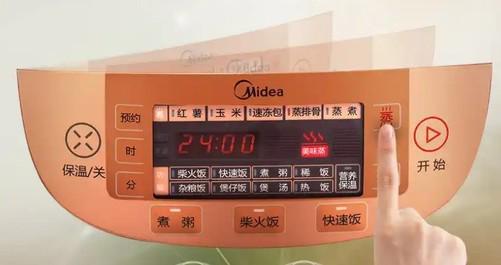 Midea
Midea
预约
时
分
保温/关
红薯
玉米
速冻包
蒸排骨
蒸煮
24:00
美味蒸
功能
柴火饭
快速饭
煮粥
稀饭
营养保温
杂粮饭
煲仔饭
煲汤
热饭
蒸
开始
煮粥
柴火饭
快速饭